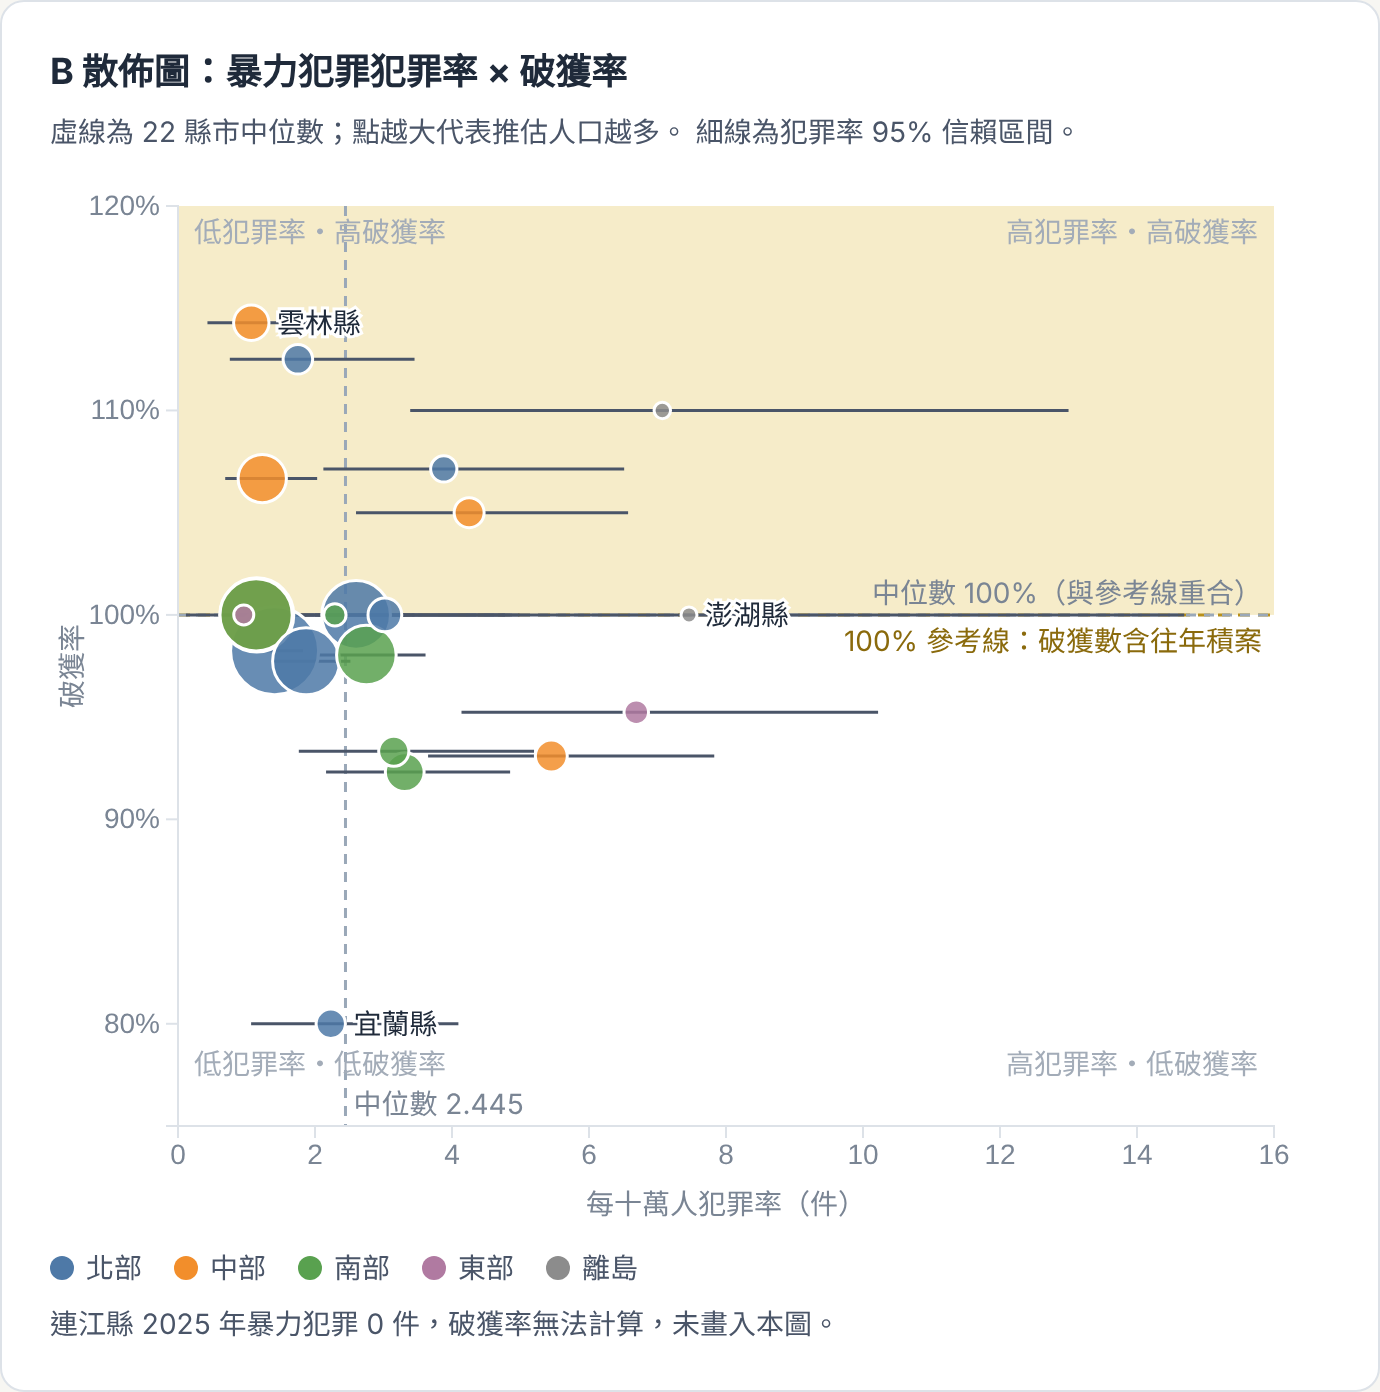 B 散佈圖：暴力犯罪犯罪率 × 破獲率
虛線為 22 縣市中位數；點越大代表推估人口越多。 細線為犯罪率 95% 信賴區間。
120%
低犯罪率・高破獲率
高犯罪率・高破獲率
雲林縣
110%
中位數 100%（與參考線重合）
100%
澎湖縣
100% 參考線：破獲數含往年積案
破獲率
90%
80%
宜蘭縣
低犯罪率・低破獲率
高犯罪率・低破獲率
中位數 2.445
0 2 4 6 8 10 12 14 16
每十萬人犯罪率（件）
北部 中部 南部 東部 離島
連江縣 2025 年暴力犯罪 0 件，破獲率無法計算，未畫入本圖。